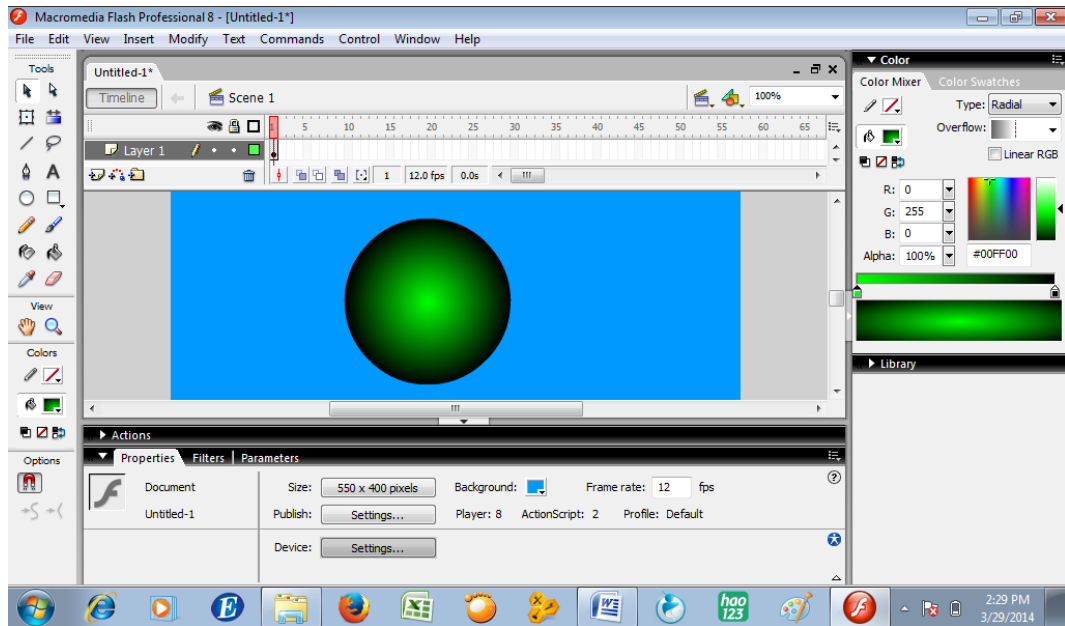 Macromedia Flash Professional 8 - [Untitled-1*]
File Edit View Insert Modify Text Commands Control Window Help
Tools
View
Colors
Options
Untitled-1*
Timeline
Scene 1
100%
1 5 10 15 20 25 30 35 40 45 50 55 60 65
Layer 1
1 12.0 fps 0.0s
Actions
Properties Filters Parameters
Document
Untitled-1
Size: 550 x 400 pixels Background: Frame rate: 12 fps
Publish: Settings... Player: 8 ActionScript: 2 Profile: Default
Device: Settings...
Color
Color Mixer Color Swatches
Type: Radial
Overflow:
Linear RGB
R: 0
G: 255
B: 0
Alpha: 100% #00FF00
Library
hao
123
2:29 PM
3/29/2014